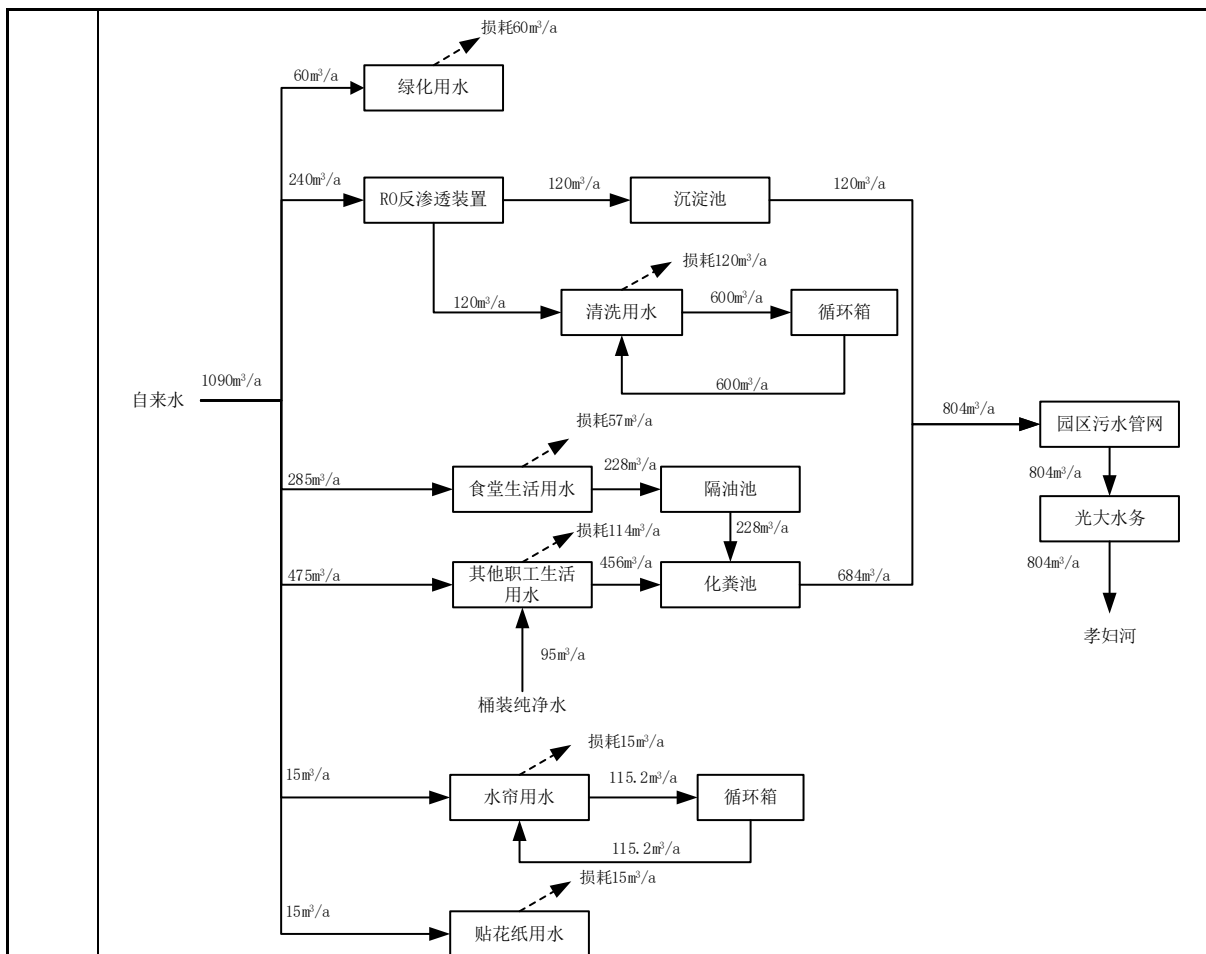 损耗60m³/a
60m³/a
绿化用水
240m³/a
RO反渗透装置
120m³/a
沉淀池
120m³/a
损耗120m³/a
120m³/a
清洗用水
600m³/a
循环箱
600m³/a
自来水
1090m³/a
804m³/a
园区污水管网
损耗57m³/a
285m³/a
食堂生活用水
228m³/a
隔油池
804m³/a
光大水务
228m³/a
损耗114m³/a
475m³/a
其他职工生活
用水
456m³/a
化粪池
684m³/a
804m³/a
孝妇河
95m³/a
桶装纯净水
损耗15m³/a
15m³/a
水帘用水
115.2m³/a
循环箱
115.2m³/a
损耗15m³/a
15m³/a
贴花纸用水